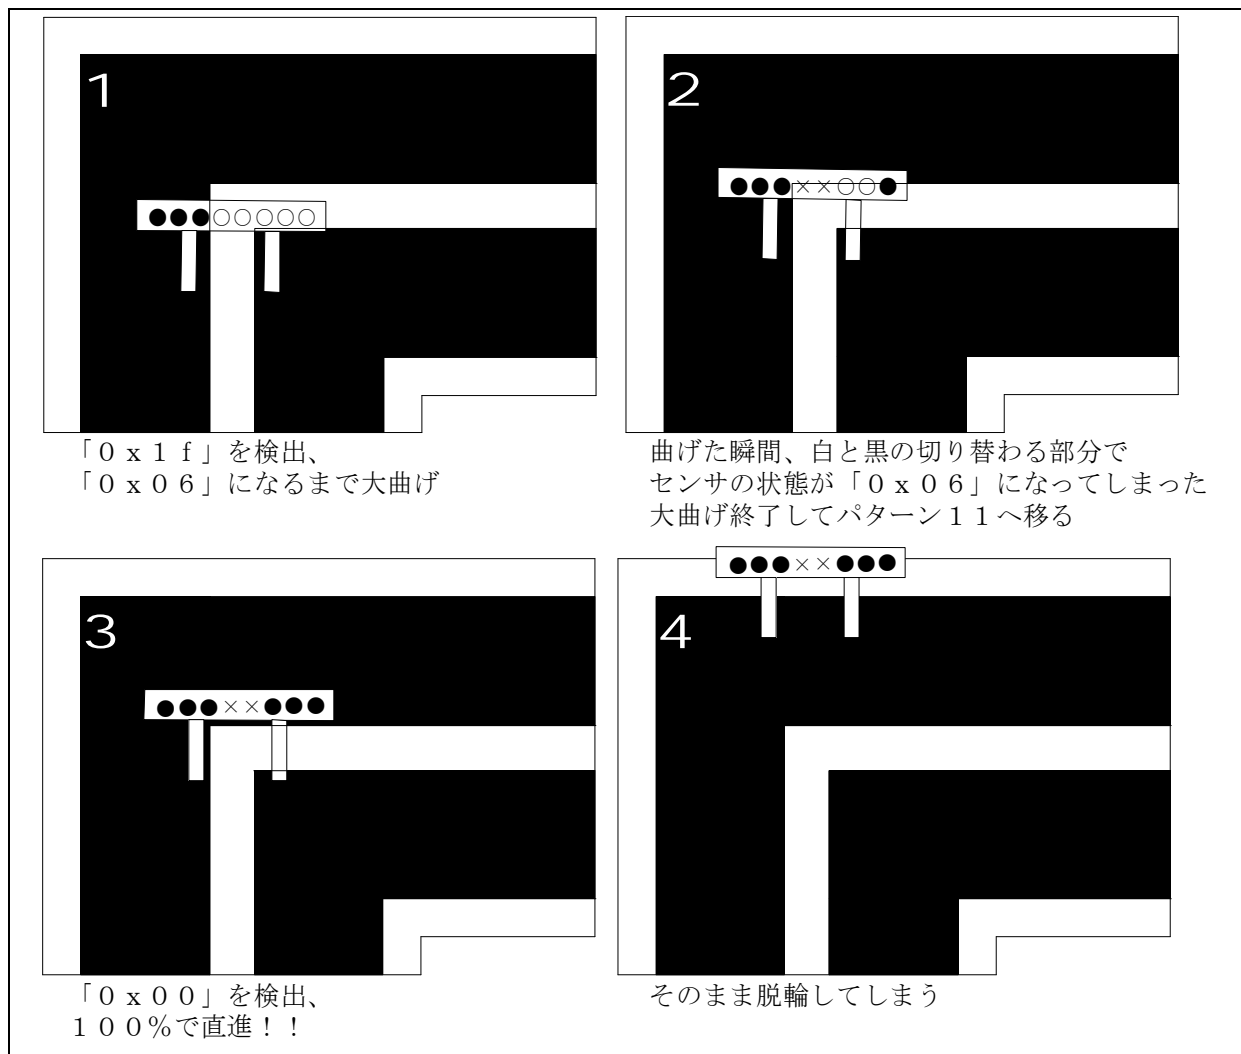 1
2
「０ｘ１ｆ」を検出、
「０ｘ０６」になるまで大曲げ
曲げた瞬間、白と黒の切り替わる部分で
センサの状態が「０ｘ０６」になってしまった
大曲げ終了してパターン１１へ移る
3
4
「０ｘ００」を検出、
１００％で直進！！
そのまま脱輪してしまう